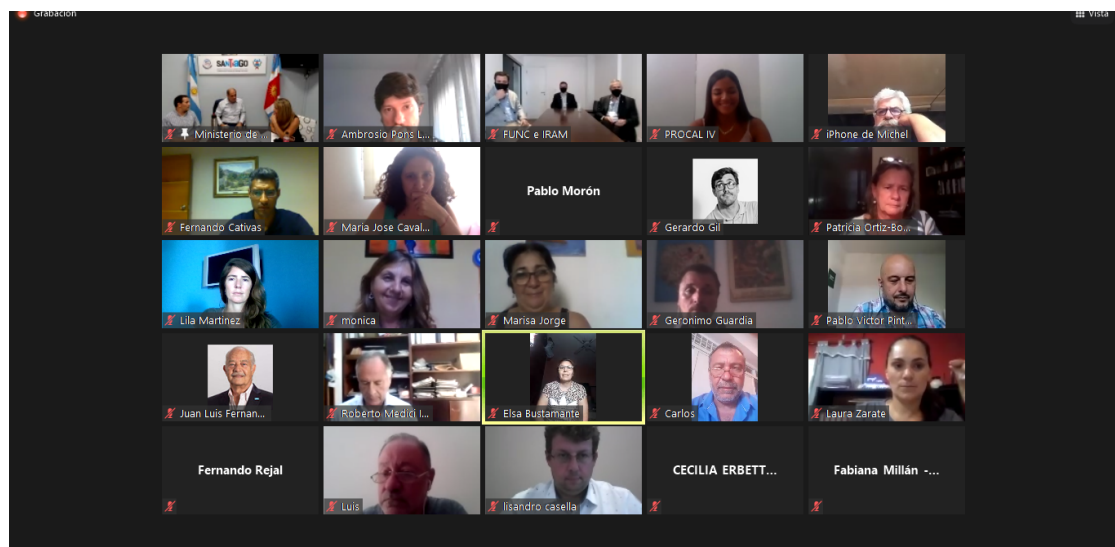 Grabación
Vista
SANTIAGO
Ministerio de ...
Ambrosio Pons L...
FUNC e IRAM
PROCAL IV
iPhone de Michel
Fernando Cativas
Maria Jose Caval...
Pablo Morón
Gerardo Gil
Patricia Ortiz-Bo...
Lila Martinez
monica
Marisa Jorge
Geronimo Guardia
Pablo Victor Pint...
Juan Luis Fernan...
Roberto Medici I...
Elsa Bustamante
Carlos
Laura Zarate
Fernando Rejal
Luis
lisandro casella
CECILIA ERBETT...
Fabiana Millán -...